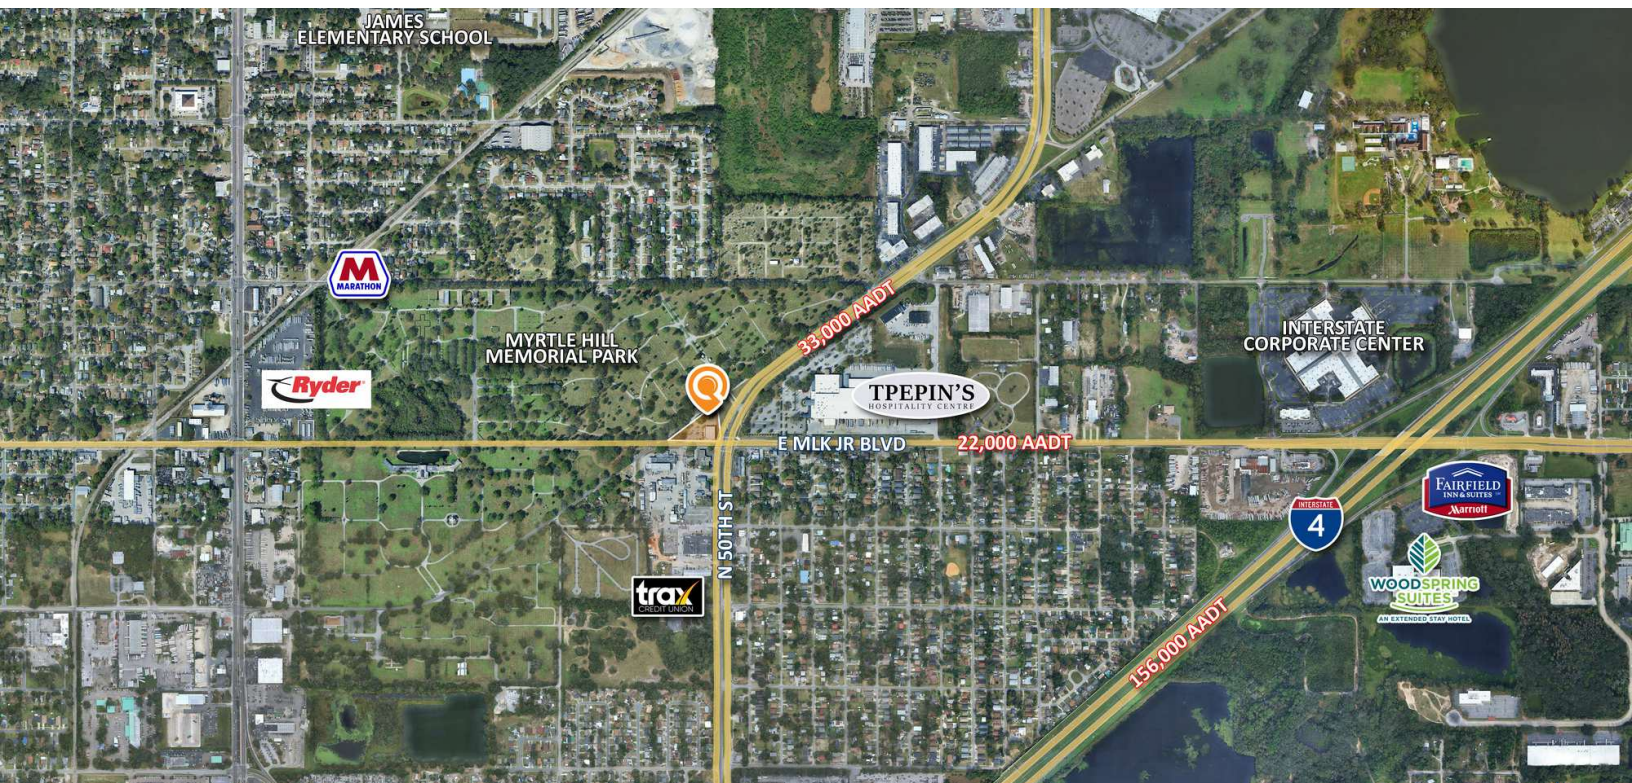 JAMES
ELEMENTARY SCHOOL
M
MARATHON
33,000 AADT
MYRTLE HILL
MEMORIAL PARK
INTERSTATE
CORPORATE CENTER
Ryder
TPEPIN'S
HOSPITALITY CENTRE
E MLK JR BLVD
22,000 AADT
FAIRFIELD
INN & SUITES
Marriott
INTERSTATE
4
N 50TH ST
trax
CREDIT UNION
WOODSPRING
SUITES
AN EXTENDED STAY HOTEL
156,000 AADT